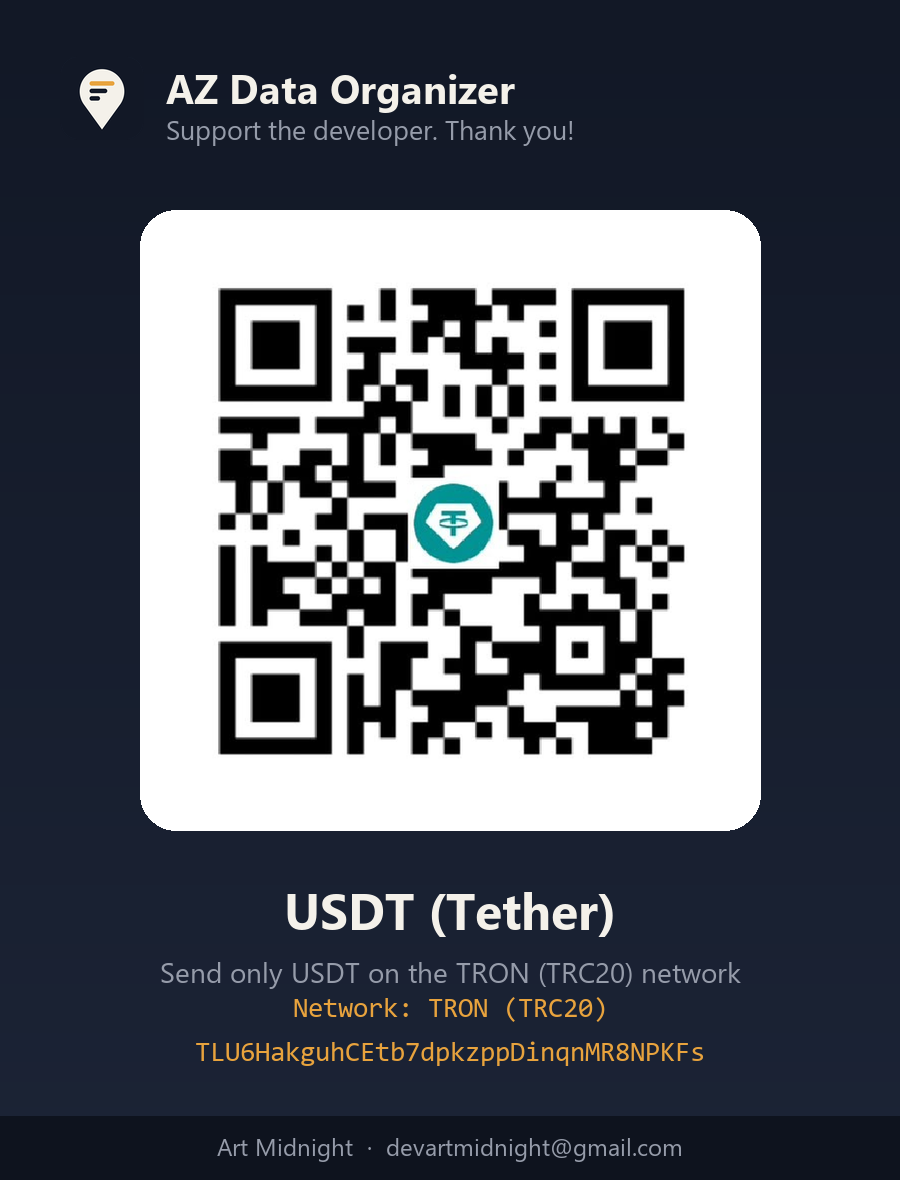 AZ Data Organizer
Support the developer. Thank you!
USDT (Tether)
Send only USDT on the TRON (TRC20) network
Network: TRON (TRC20)
TLU6HakguhCEtb7dpkzppDinqnMR8NPKFs
Art Midnight · devartmidnight@gmail.com